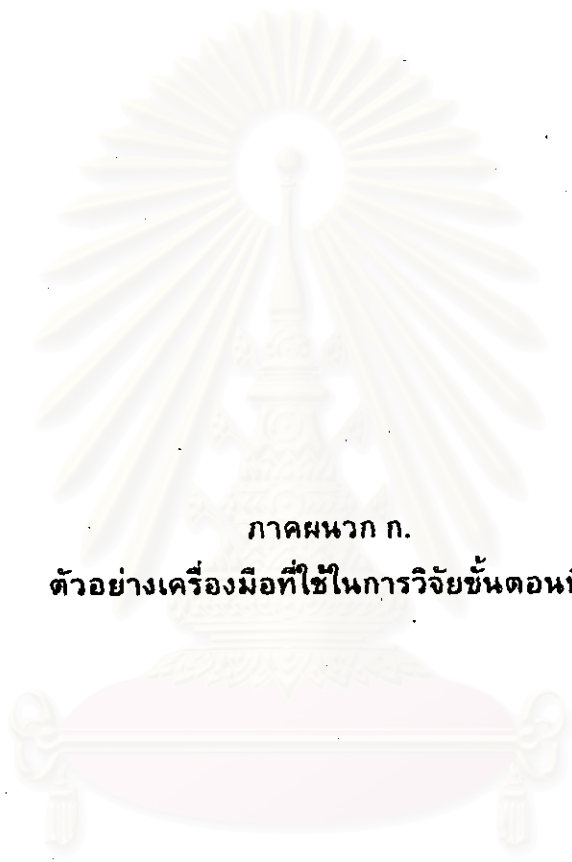 ภาคผนวก ก.
ตัวอย่างเครื่องมือที่ใช้ในการวิจัยขั้นตอน